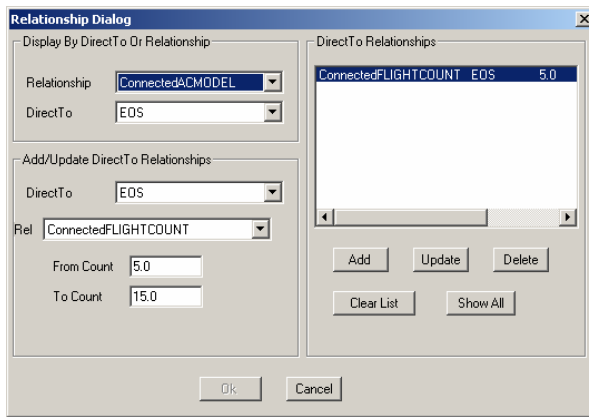 Relationship Dialog
Display By DirectTo Or Relationship
Relationship ConnectedACMODEL
DirectTo EOS
Add/Update DirectTo Relationships
DirectTo EOS
Rel ConnectedFLIGHTCOUNT
From Count 5.0
To Count 15.0
DirectTo Relationships
ConnectedFLIGHTCOUNT EOS 5.0
Add Update Delete
Clear List Show All
Ok Cancel